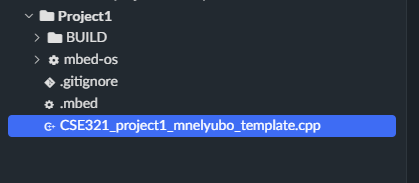 Project1
BUILD
mbed-os
.gitignore
.mbed
CSE321_project1_mnelyubo_template.cpp